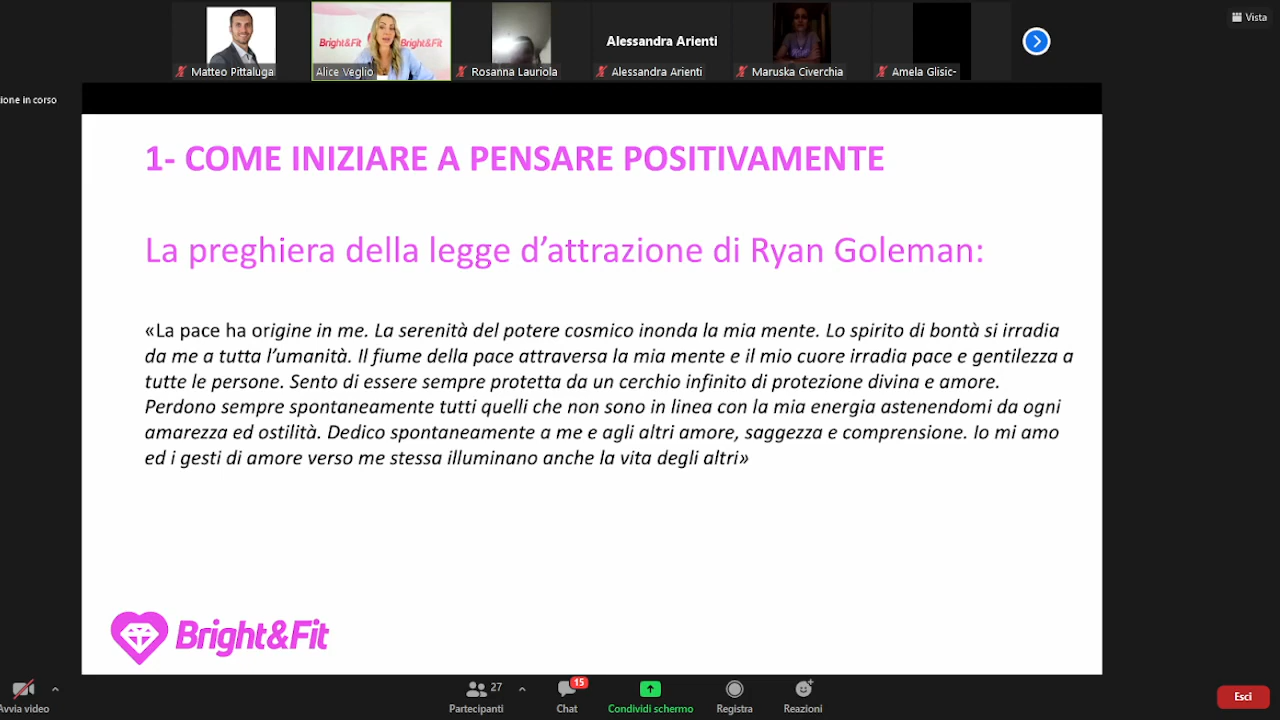 Vista
Bright&Fit Bright&Fit
Alessandra Arienti
Matteo Pittaluga
Alice Veglio
Rosanna Lauriola
Alessandra Arienti
Maruska Civerchia
Amela Glisic-
ione in corso
1- COME INIZIARE A PENSARE POSITIVAMENTE
La preghiera della legge d’attrazione di Ryan Goleman:
«La pace ha origine in me. La serenità del potere cosmico inonda la mia mente. Lo spirito di bontà si irradia
da me a tutta l’umanità. Il fiume della pace attraversa la mia mente e il mio cuore irradia pace e gentilezza a
tutte le persone. Sento di essere sempre protetta da un cerchio infinito di protezione divina e amore.
Perdono sempre spontaneamente tutti quelli che non sono in linea con la mia energia astenendomi da ogni
amarezza ed ostilità. Dedico spontaneamente a me e agli altri amore, saggezza e comprensione. Io mi amo
ed i gesti di amore verso me stessa illuminano anche la vita degli altri»
Bright&Fit
27
15
Avvia video
Partecipanti
Chat
Condividi schermo
Registra
Reazioni
Esci